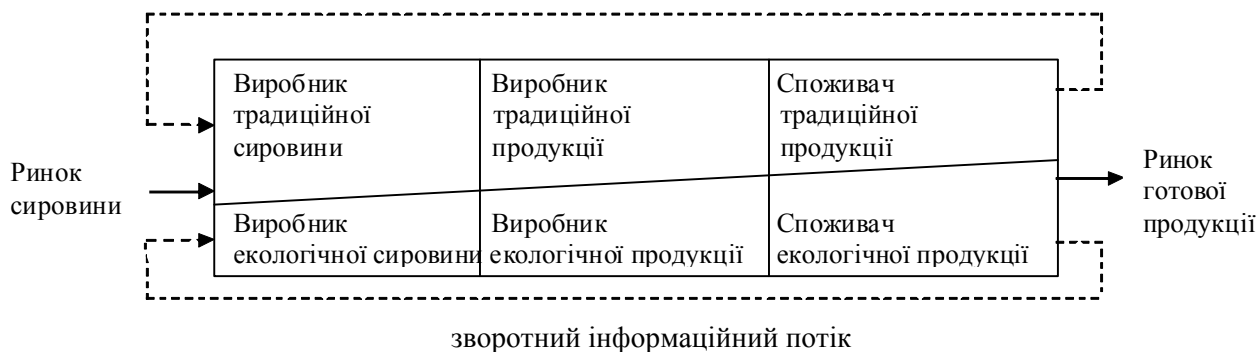 Виробник
традиційної
сировини
Виробник
традиційної
продукції
Споживач
традиційної
продукції
Ринок
сировини
Ринок
готової
продукції
Виробник
екологічної сировини
Виробник
екологічної продукції
Споживач
екологічної продукції
зворотний інформаційний потік